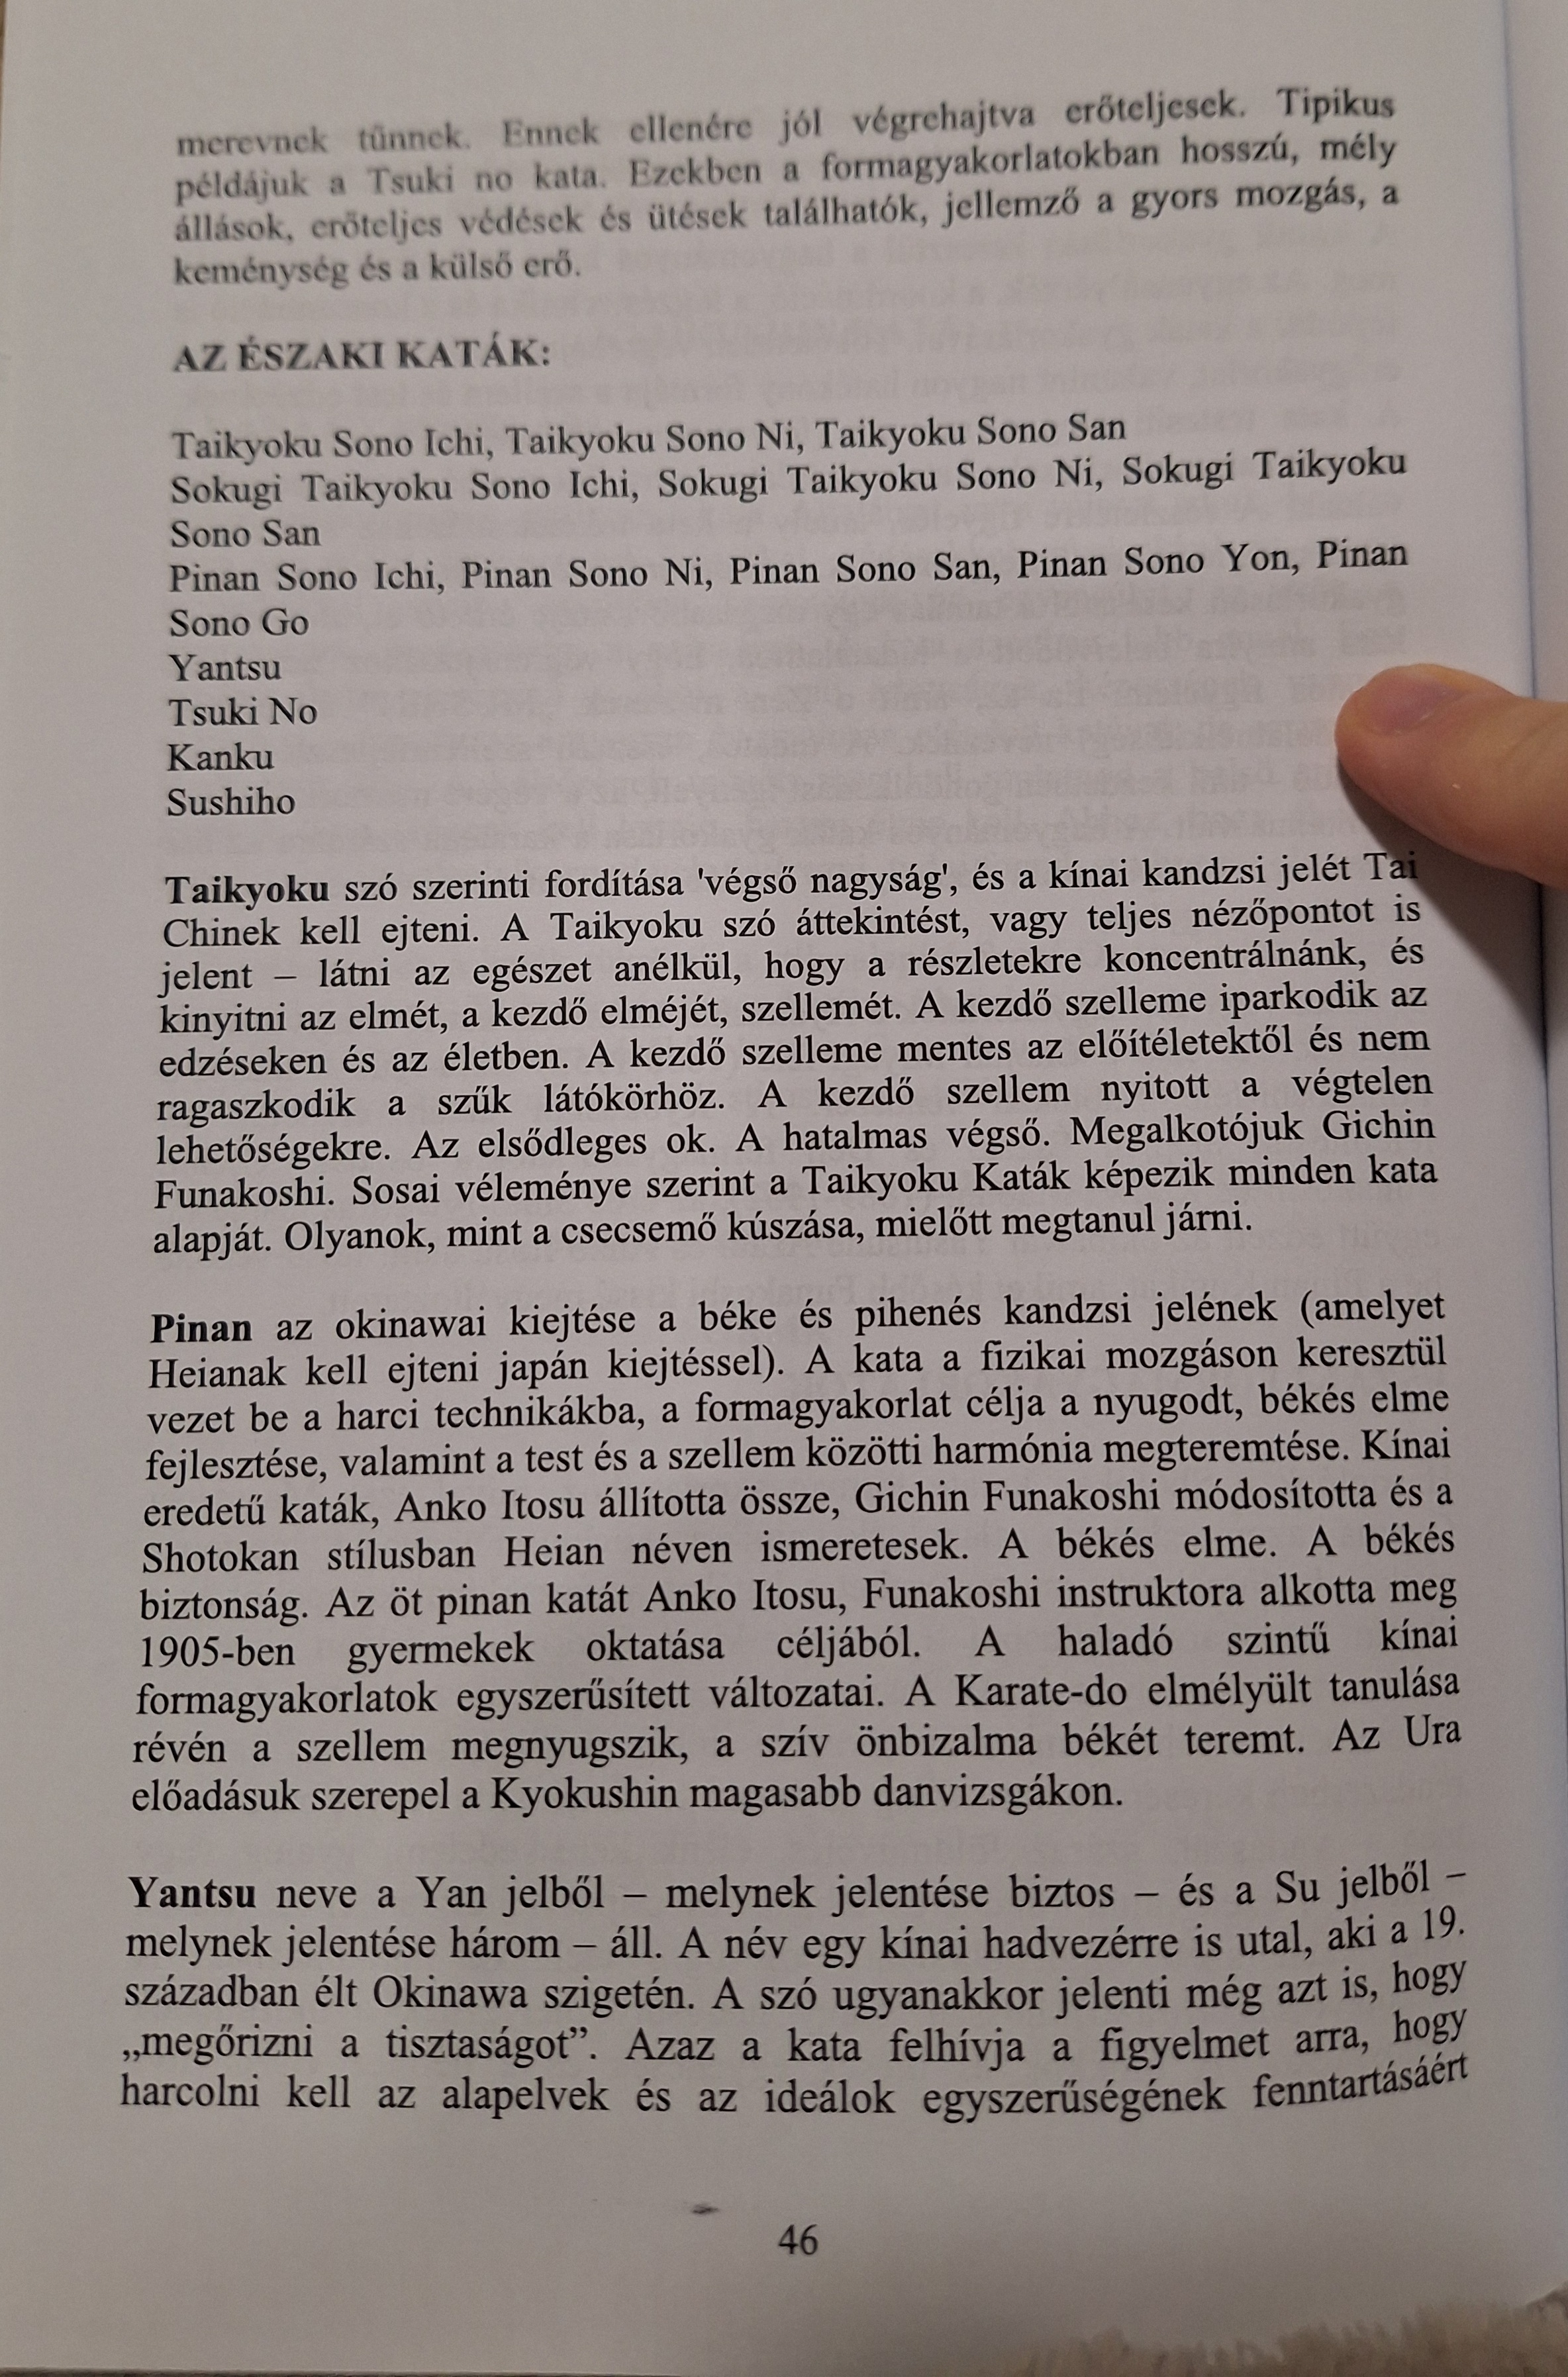 merevnek tűnnek. Ennek ellenére jól végrehajtva erőteljesek. Tipikus
példájuk a Tsuki no kata. Ezekben a formagyakorlatokban hosszú, mély
állások, erőteljes védések és ütések találhatók, jellemző a gyors mozgás, a
keménység és a külső erő.
AZ ÉSZAKI KATÁK:
Taikyoku Sono Ichi, Taikyoku Sono Ni, Taikyoku Sono San
Sokugi Taikyoku Sono Ichi, Sokugi Taikyoku Sono Ni, Sokugi Taikyoku
Sono San
Pinan Sono Ichi, Pinan Sono Ni, Pinan Sono San, Pinan Sono Yon, Pinan
Sono Go
Yantsu
Tsuki No
Kanku
Sushiho
Taikyoku szó szerinti fordítása 'végső nagyság', és a kínai kandzsi jelét Tai
Chinek kell ejteni. A Taikyoku szó áttekintést, vagy teljes nézőpontot is
jelent – látni az egészet anélkül, hogy a részletekre koncentrálnánk, és
kinyitni az elmét, a kezdő elméjét, szellemét. A kezdő szelleme iparkodik az
edzéseken és az életben. A kezdő szelleme mentes az előítéletektől és nem
ragaszkodik a szűk látókörhöz. A kezdő szellem nyitott a végtelen
lehetőségekre. Az elsődleges ok. A hatalmas végső. Megalkotójuk Gichin
Funakoshi. Sosai véleménye szerint a Taikyoku Katák képezik minden kata
alapját. Olyanok, mint a csecsemő kúszása, mielőtt megtanul járni.
Pinan az okinawai kiejtése a béke és pihenés kandzsi jelének (amelyet
Heianak kell ejteni japán kiejtéssel). A kata a fizikai mozgáson keresztül
vezet be a harci technikákba, a formagyakorlat célja a nyugodt, békés elme
fejlesztése, valamint a test és a szellem közötti harmónia megteremtése. Kínai
eredetű katák, Anko Itosu állította össze, Gichin Funakoshi módosította és a
Shotokan stílusban Heian néven ismeretesek. A békés elme. A békés
biztonság. Az öt pinan katát Anko Itosu, Funakoshi instruktora alkotta meg
1905-ben gyermekek oktatása céljából. A haladó szintű kínai
formagyakorlatok egyszerűsített változatai. A Karate-do elmélyült tanulása
révén a szellem megnyugszik, a szív önbizalma békét teremt. Az Ura
előadásuk szerepel a Kyokushin magasabb danvizsgákon.
Yantsu neve a Yan jelből – melynek jelentése biztos – és a Su jelből –
melynek jelentése három – áll. A név egy kínai hadvezérre is utal, aki a 19.
században élt Okinawa szigetén. A szó ugyanakkor jelenti még azt is, hogy
„megőrizni a tisztaságot”. Azaz a kata felhívja a figyelmet arra, hogy
harcolni kell az alapelvek és az ideálok egyszerűségének fenntartásáért
46